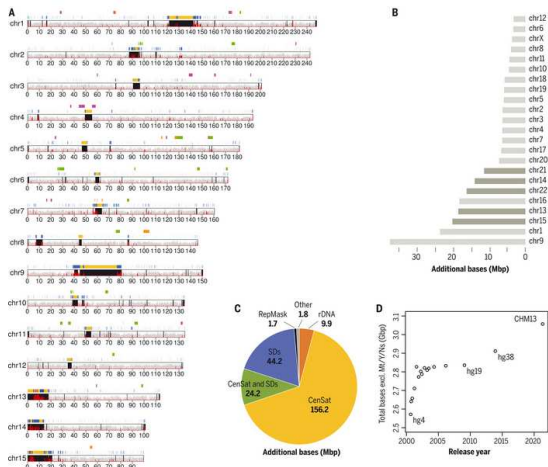 A
chr1
0 10 20 30 40 50 60 70 80 90 100 110 120 130 140 150 160 170 180 190 200 210 220 230 240
chr2
0 10 20 30 40 50 60 70 80 90 100 110 120 130 140 150 160 170 180 190 200 210 220 230 240
chr3
0 10 20 30 40 50 60 70 80 90 100 110 120 130 140 150 160 170 180 190 200
chr4
0 10 20 30 40 50 60 70 80 90 100 110 120 130 140 150 160 170 180 190
chr5
0 10 20 30 40 50 60 70 80 90 100 110 120 130 140 150 160 170 180
chr6
0 10 20 30 40 50 60 70 80 90 100 110 120 130 140 150 160 170
chr7
0 10 20 30 40 50 60 70 80 90 100 110 120 130 140 150 160
chr8
0 10 20 30 40 50 60 70 80 90 100 110 120 130 140
chr9
0 10 20 30 40 50 60 70 80 90 100 110 120 130 140 150
chr10
0 10 20 30 40 50 60 70 80 90 100 110 120 130
chr11
0 10 20 30 40 50 60 70 80 90 100 110 120 130
chr12
0 10 20 30 40 50 60 70 80 90 100 110 120 130
chr13
0 10 20 30 40 50 60 70 80 90 100 110
chr14
0 10 20 30 40 50 60 70 80 90 100
chr15
0 10 20 30 40 50 60 70 80 90
B
chr12
chr6
chrX
chr8
chr11
chr10
chr18
chr19
chr5
chr2
chr3
chr4
chr7
chr17
chr20
chr21
chr14
chr22
chr16
chr13
chr15
chr1
chr9
30 25 20 15 10 5 0
Additional bases (Mbp)
C
Other
1.8
RepMask
1.7
rDNA
9.9
SDs
44.2
CenSat and SDs
24.2
CenSat
156.2
Additional bases (Mbp)
D
Total bases excl. Mt/Y/Ns (Gbp)
3.1
3.0
2.9
2.8
2.7
2.6
2.5
CHM13
hg38
hg19
hg4
2000 2005 2010 2015 2020
Release year